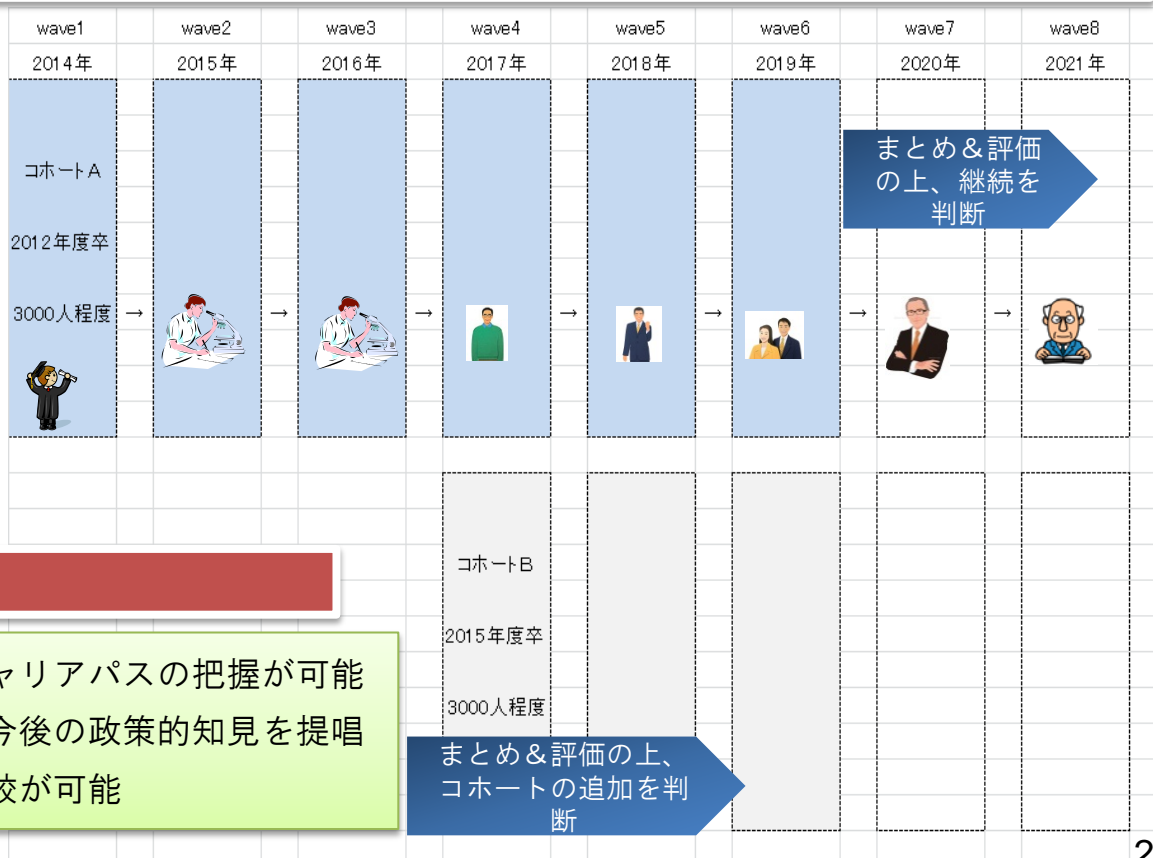 wave1 wave2 wave3 wave4 wave5 wave6 wave7 wave8
2014年 2015年 2016年 2017年 2018年 2019年 2020年 2021年
コホートA
2012年度卒
3000人程度 → → → → → → →
まとめ&評価
の上、継続を
判断
コホートB
2015年度卒
3000人程度
まとめ&評価の上、
コホートの追加を判
断
ャリアパスの把握が可能
今後の政策的知見を提唱
較が可能
2